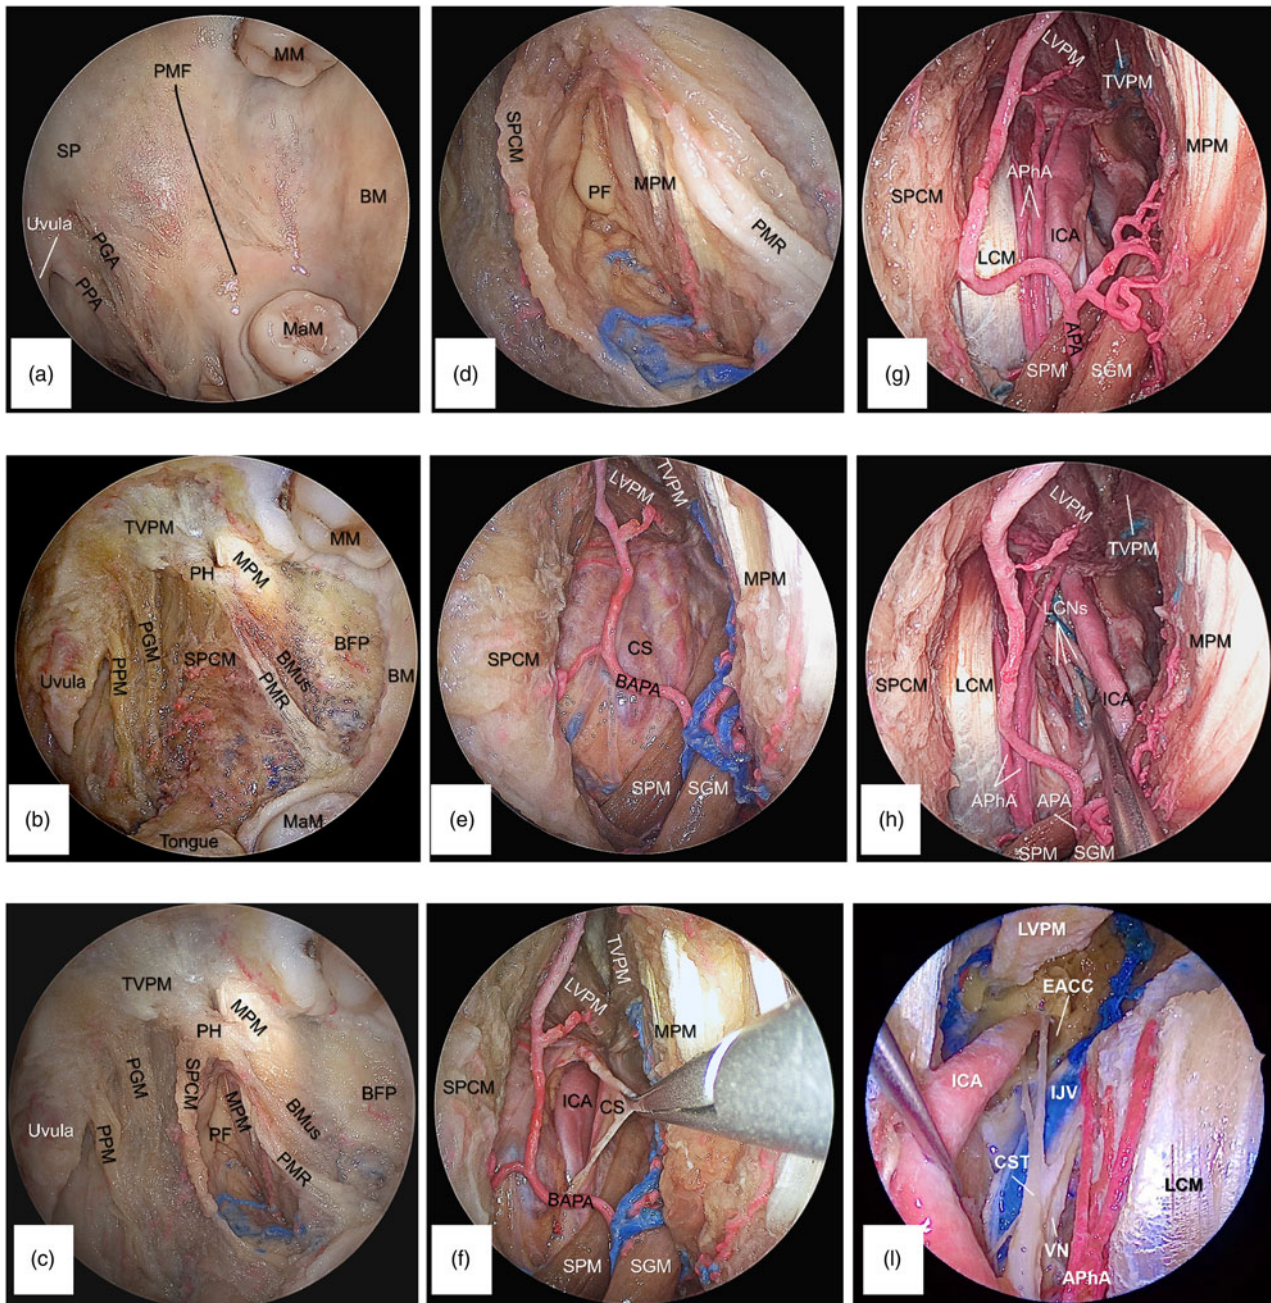 MM
PMF
SP
BM
Uvula
PGA
PPA
MaM
(a)
SPCM
PF
MPM
PMR
(d)
LVPM
TVPM
MPM
APhA
SPCM
ICA
LCM
APA
SPM
SGM
(g)
TVPM
MM
MPM
PH
PGM
BFP
PPM
SPCM
BMus
BM
Uvula
PMR
MaM
Tongue
(b)
LVPM
TVPM
MPM
SPCM
CS
BAPA
SPM
SGM
(e)
LVPM
TVPM
LCNs
MPM
SPCM
LCM
ICA
APhA
APA
SPM
SGM
(h)
TVPM
MPM
PH
PGM
SPCM
MPM
BFP
PF
BMus
Uvula
PPM
PMR
(c)
TVPM
LVPM
MPM
SPCM
ICA
CS
BAPA
SPM
SGM
(f)
LVPM
EACC
ICA
IJV
CST
LCM
VN
APhA
(l)